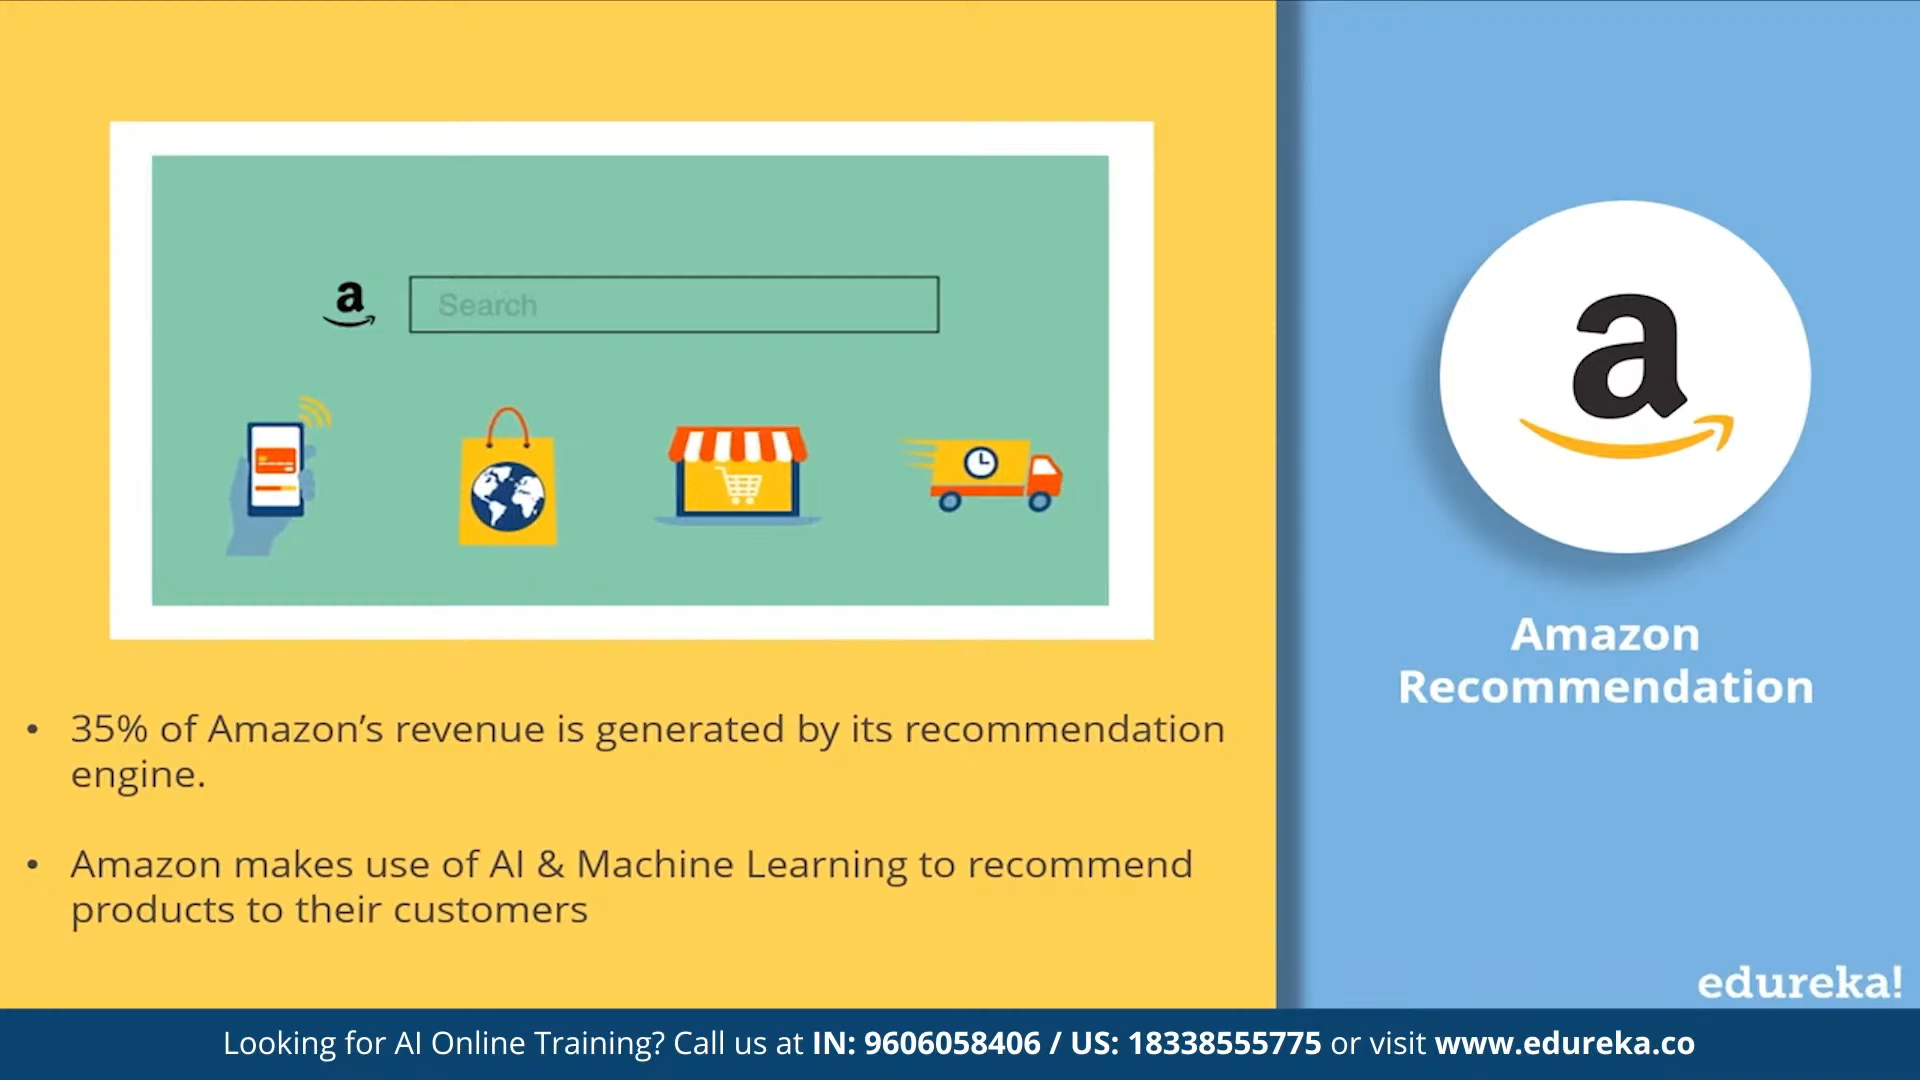 a
Search
• 35% of Amazon’s revenue is generated by its recommendation
engine.
• Amazon makes use of AI & Machine Learning to recommend
products to their customers
a
Amazon
Recommendation
edureka!
Looking for AI Online Training? Call us at IN: 9606058406 / US: 18338555775 or visit www.edureka.co